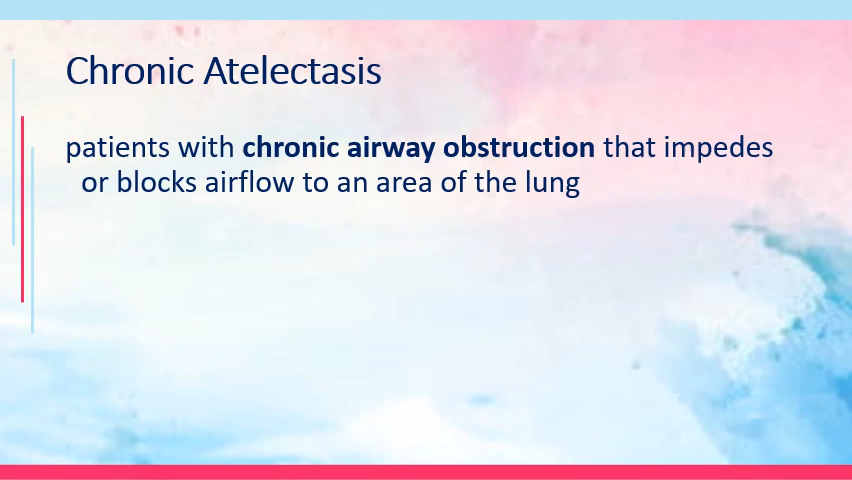 Chronic Atelectasis
patients with chronic airway obstruction that impedes
or blocks airflow to an area of the lung